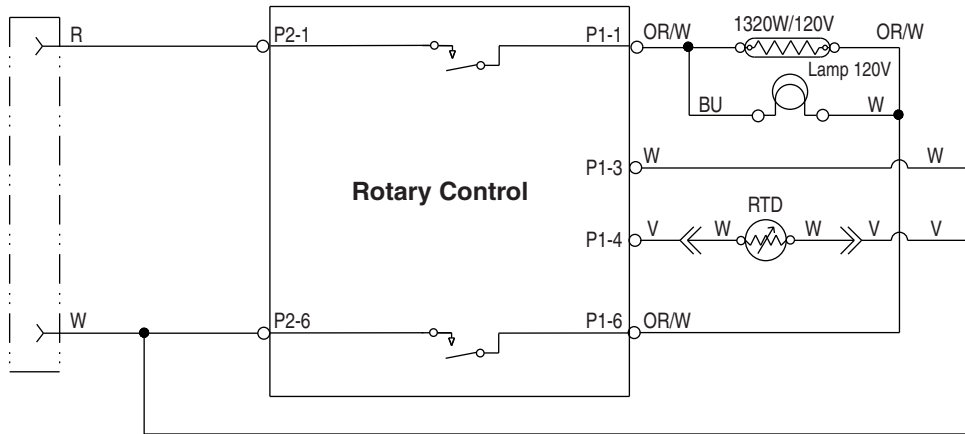 R P2-1 P1-1 OR/W 1320W/120V OR/W
Lamp 120V
BU W
P1-3 W W
Rotary Control
RTD
P1-4 V W W V V
W P2-6 P1-6 OR/W